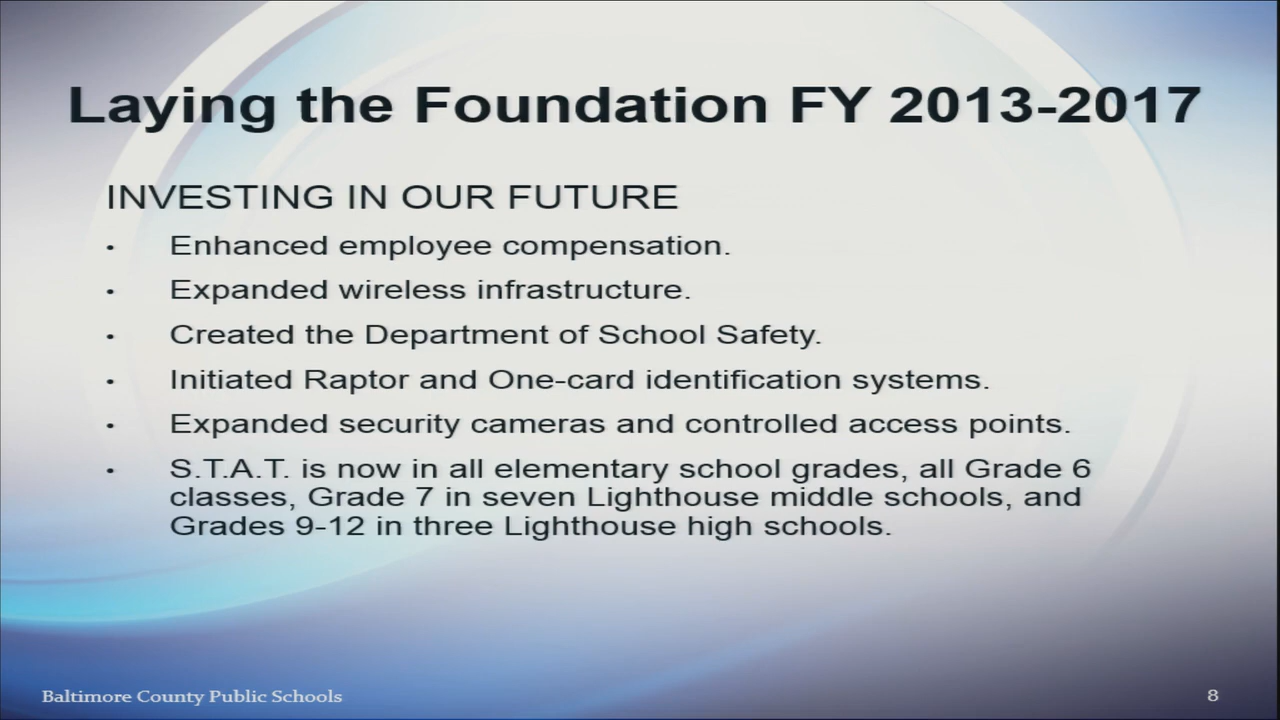 Laying the Foundation FY 2013-2017
INVESTING IN OUR FUTURE
• Enhanced employee compensation.
• Expanded wireless infrastructure.
• Created the Department of School Safety.
• Initiated Raptor and One-card identification systems.
• Expanded security cameras and controlled access points.
• S.T.A.T. is now in all elementary school grades, all Grade 6
classes, Grade 7 in seven Lighthouse middle schools, and
Grades 9-12 in three Lighthouse high schools.
Baltimore County Public Schools
8